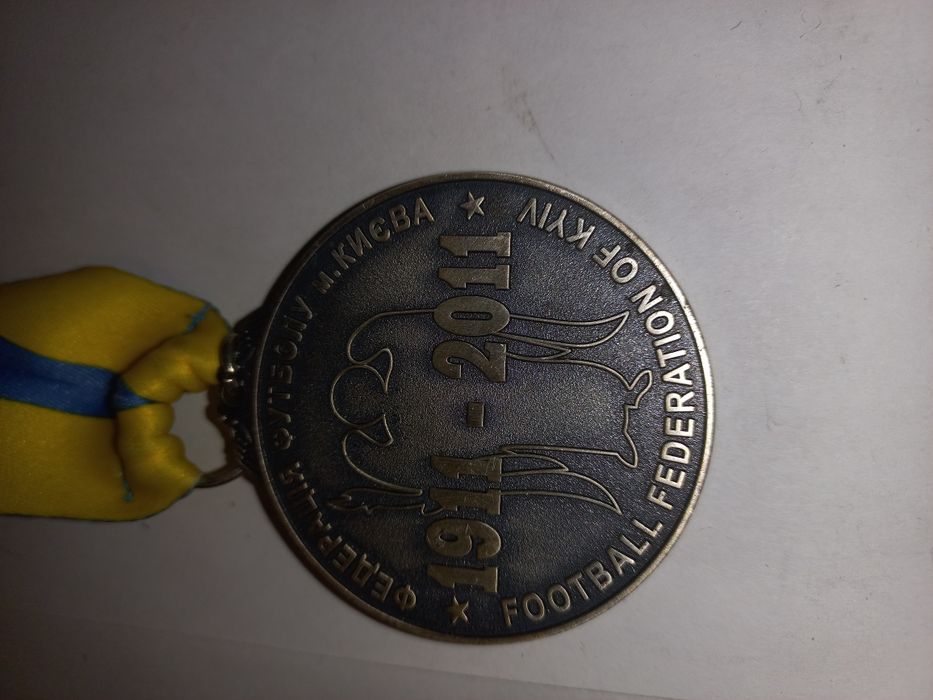 ФЕДЕРАЦІЯ ФУТБОЛУ м.КИЄВА
1911 - 2011
FOOTBALL FEDERATION OF KYIV